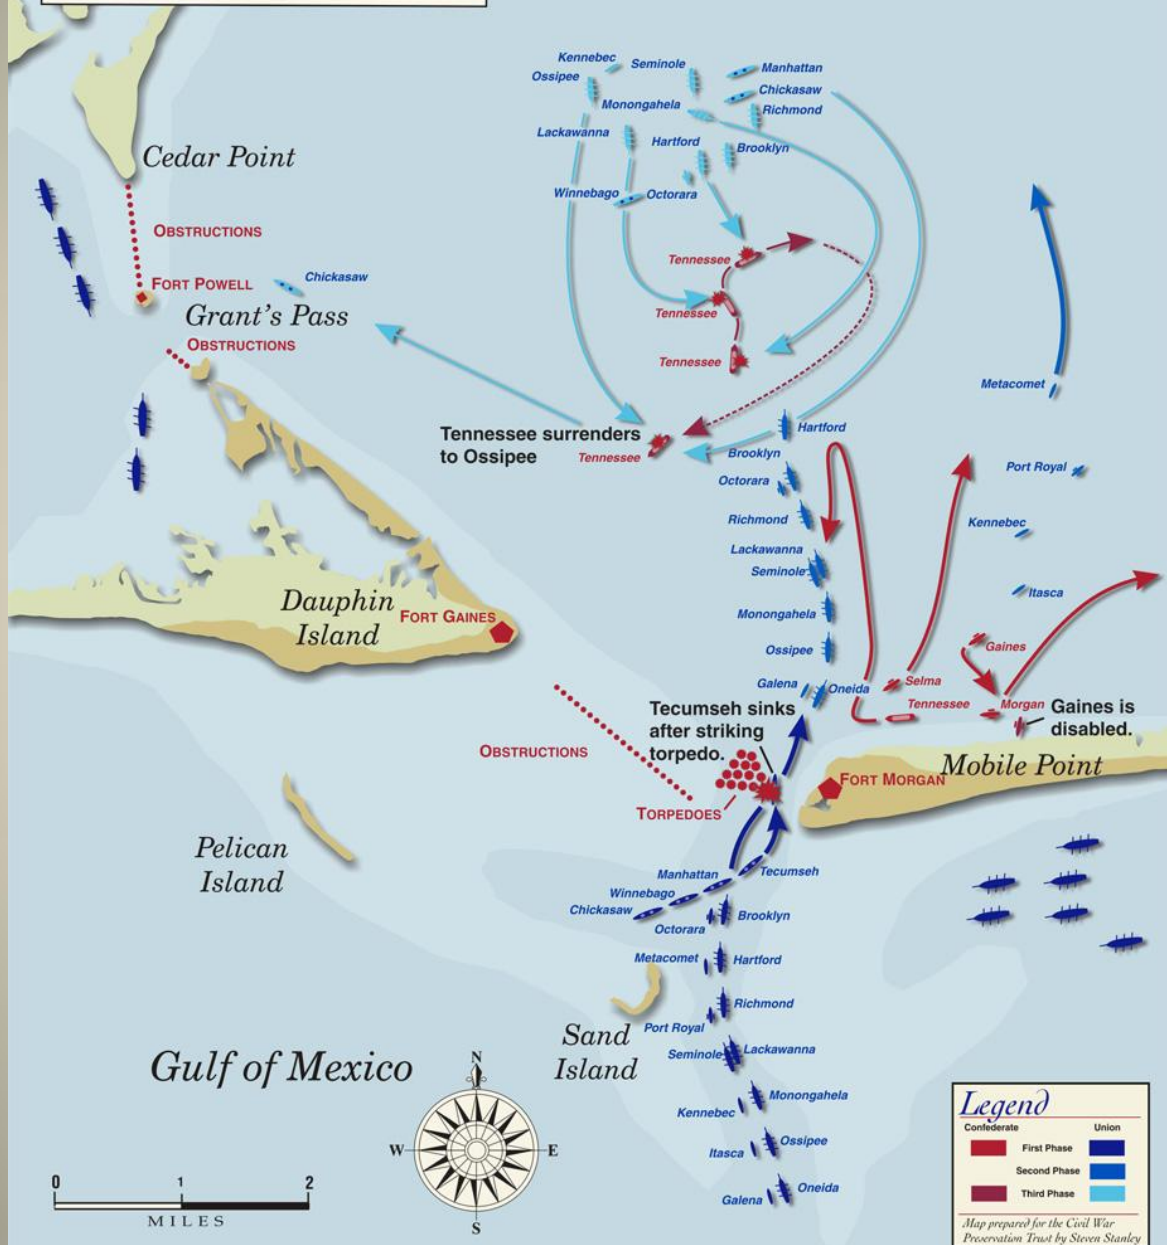 Kennebec
Seminole
Manhattan
Ossipee
Chickasaw
Monongahela
Richmond
Lackawanna
Hartford
Brooklyn
Cedar Point
Winnebago
Octorara
OBSTRUCTIONS
Tennessee
FORT POWELL
Chickasaw
Grant's Pass
Tennessee
OBSTRUCTIONS
Tennessee
Metacomet
Tennessee surrenders
to Ossipee
Tennessee
Hartford
Brooklyn
Octorara
Port Royal
Richmond
Kennebec
Lackawanna
Seminole
Itasca
Dauphin
Island
FORT GAINES
Monongahela
Ossipee
Gaines
Galena
Oneida
Selma
Tennessee
Morgan
Gaines is
disabled.
Tecumseh sinks
after striking
torpedo.
OBSTRUCTIONS
Mobile Point
FORT MORGAN
TORPEDOES
Pelican
Island
Manhattan
Tecumseh
Winnebago
Chickasaw
Brooklyn
Octorara
Metacomet
Hartford
Richmond
Port Royal
Sand
Island
Seminole
Lackawanna
Gulf of Mexico
Monongahela
Kennebec
Ossipee
Itasca
Oneida
Galena
N
W
E
S
0 1 2
MILES
Legend
Confederate Union
First Phase
Second Phase
Third Phase
Map prepared for the Civil War
Preservation Trust by Steven Stanley